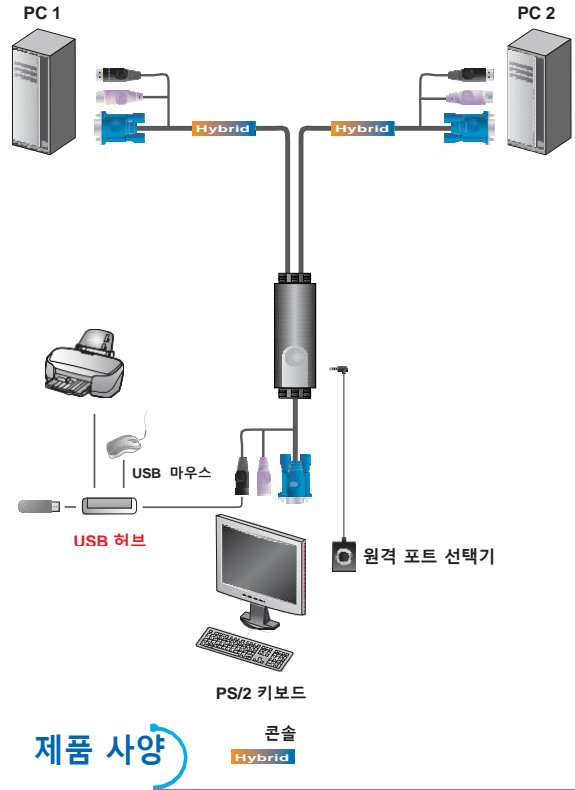 PC 1
PC 2
Hybrid
Hybrid
USB 마우스
USB 허브
원격 포트 선택기
PS/2 키보드
콘솔
Hybrid
제품 사양